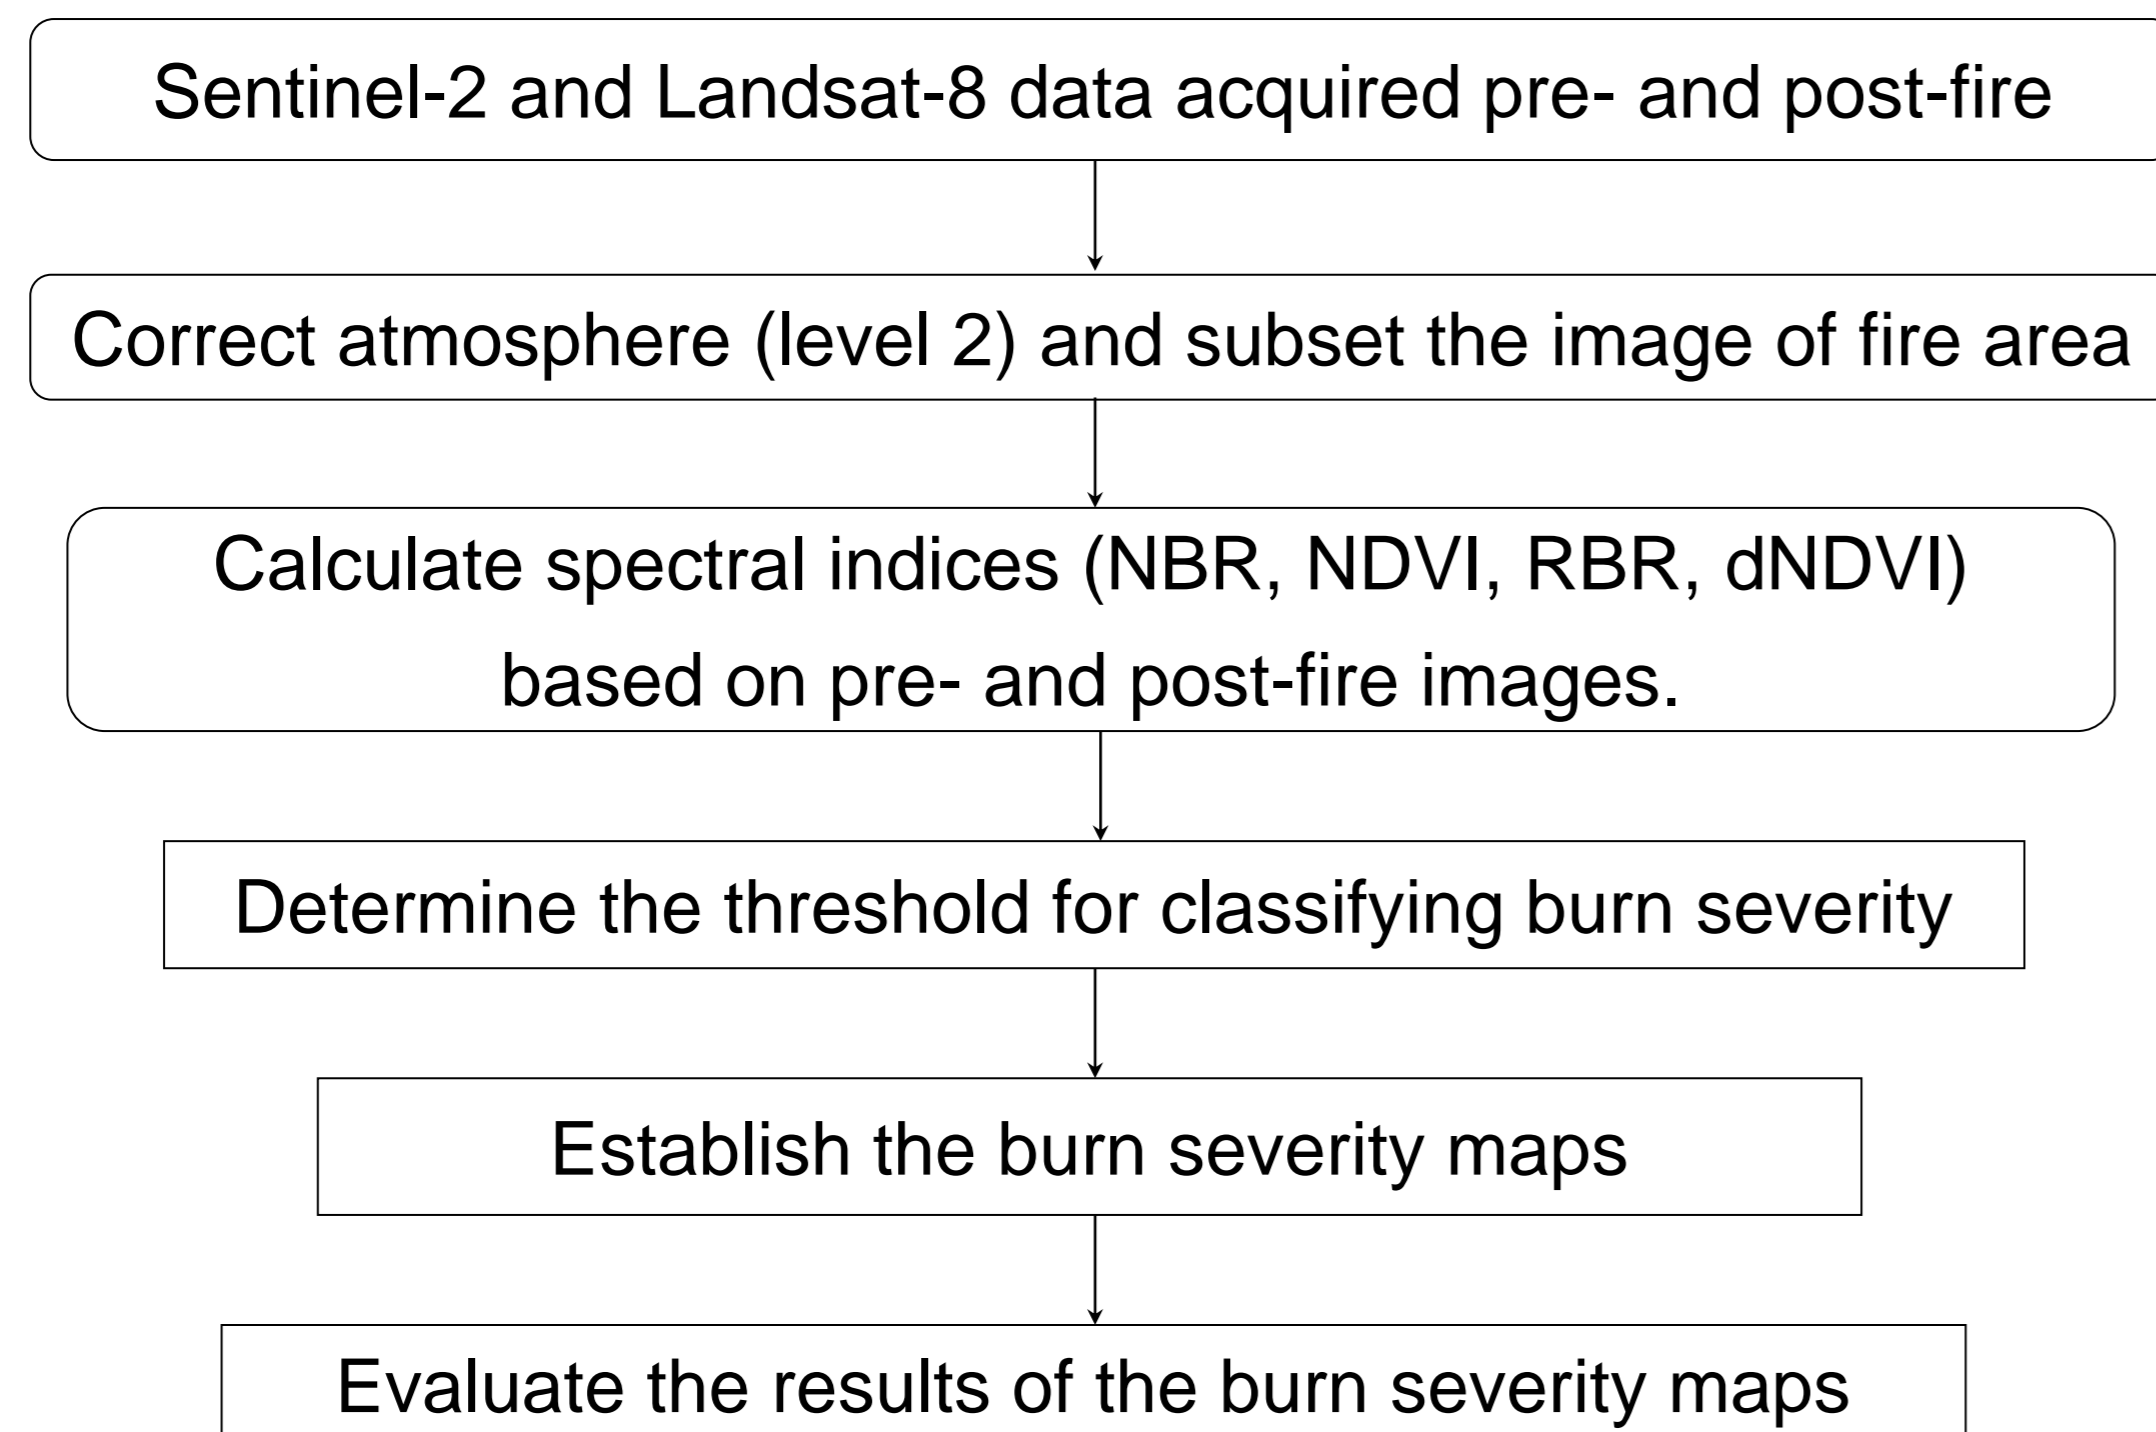 Sentinel-2 and Landsat-8 data acquired pre- and post-fire
Correct atmosphere (level 2) and subset the image of fire area
Calculate spectral indices (NBR, NDVI, RBR, dNDVI)
based on pre- and post-fire images.
Determine the threshold for classifying burn severity
Establish the burn severity maps
Evaluate the results of the burn severity maps